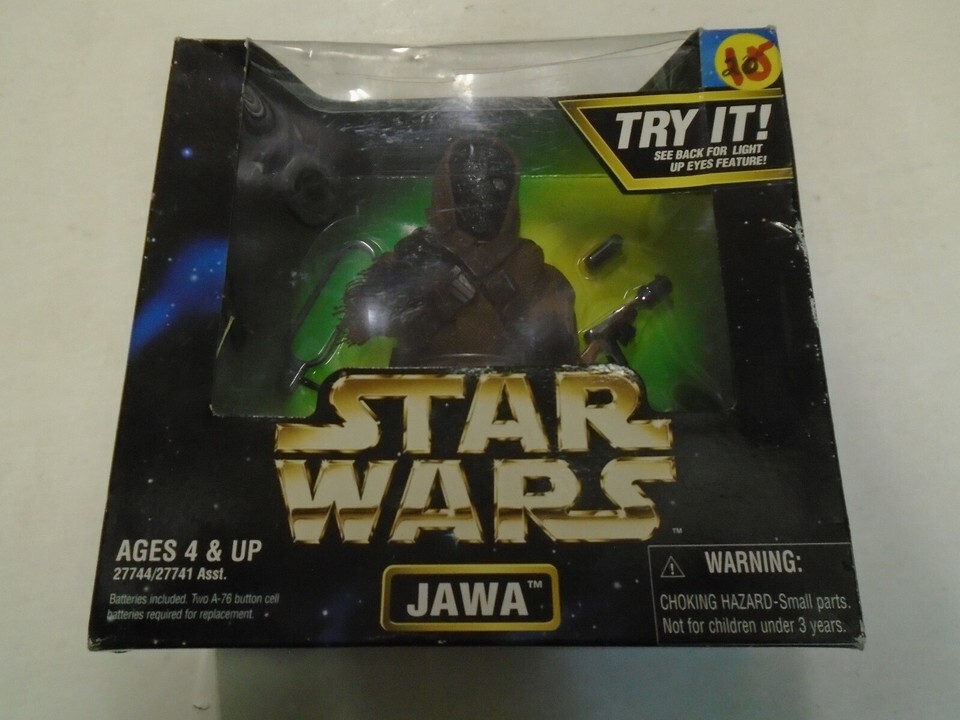 TRY IT!
SEE BACK FOR LIGHT
UP EYES FEATURE!
STAR
WARS
™
AGES 4 & UP
27744/27741 Asst.
Batteries included. Two A-76 button cell
batteries required for replacement.
JAWA™
WARNING:
CHOKING HAZARD-Small parts.
Not for children under 3 years.